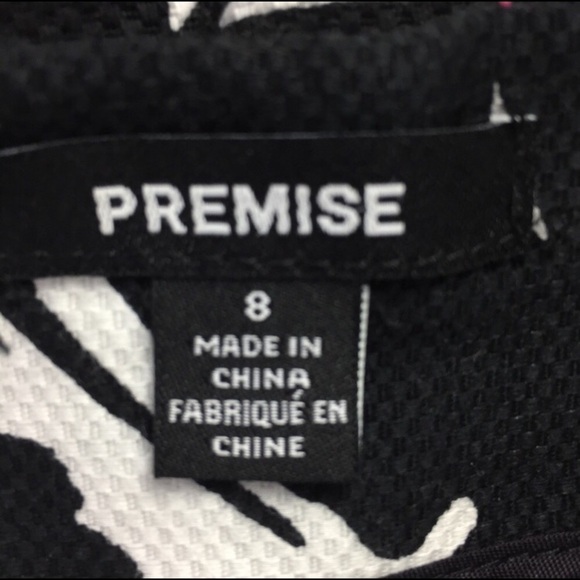 PREMISE
8
MADE IN
CHINA
FABRIQUÉ EN
CHINE